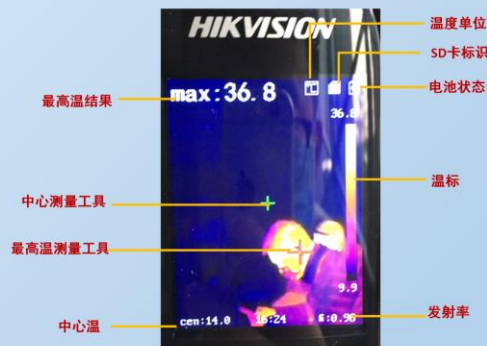 HIKVISION
温度单位
SD卡标识
电池状态
最高温结果
max:36.8
℃
36.8
温标
中心测量工具
最高温测量工具
9.9
中心温
cen:14.0
16:24
ε:0.96
发射率